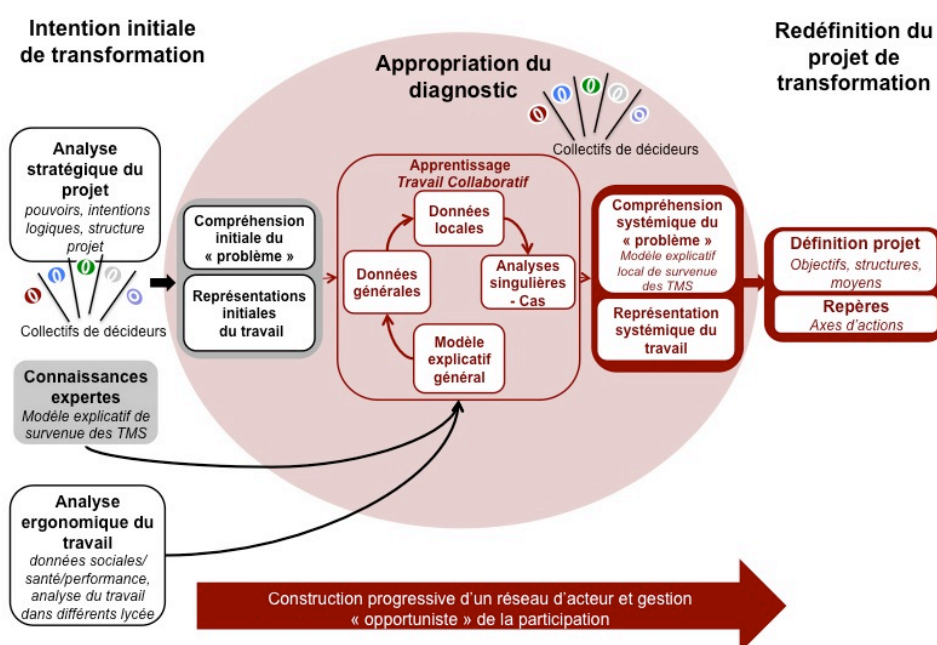 Intention initiale
de transformation
Analyse
stratégique du
projet
pouvoirs, intentions
logiques, structure
projet
Collectifs de décideurs
Connaissances
expertes
Modèle explicatif de
survenue des TMS
Analyse
ergonomique du
travail
données sociales/
santé/performance,
analyse du travail
dans différents lycée
Appropriation du
diagnostic
Collectifs de décideurs
Compréhension
initiale du
« problème »
Représentations
initiales
du travail
Apprentissage
Travail Collaboratif
Données
locales
Données
générales
Analyses
singulières
- Cas
Modèle
explicatif
général
Compréhension
systémique du
« problème »
Modèle explicatif
local de survenue
des TMS
Représentation
systémique du
travail
Redéfinition du
projet de
transformation
Définition projet
Objectifs, structures,
moyens
Repères
Axes d'actions
Construction progressive d'un réseau d'acteur et gestion
« opportuniste » de la participation